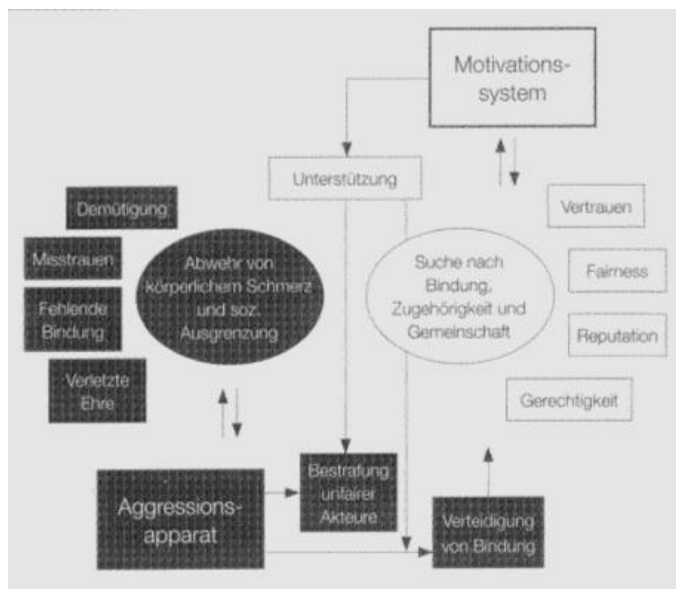 Motivations-
system
Unterstützung
Demütigung
Misstrauen
Fehlende
Bindung
Verletzte
Ehre
Abwehr von
körperlichem Schmerz
und soz.
Ausgrenzung
Suche nach
Bindung,
Zugehörigkeit und
Gemeinschaft
Vertrauen
Fairness
Reputation
Gerechtigkeit
Aggressions-
apparat
Bestrafung
unfairer
Akteure
Verteidigung
von Bindung